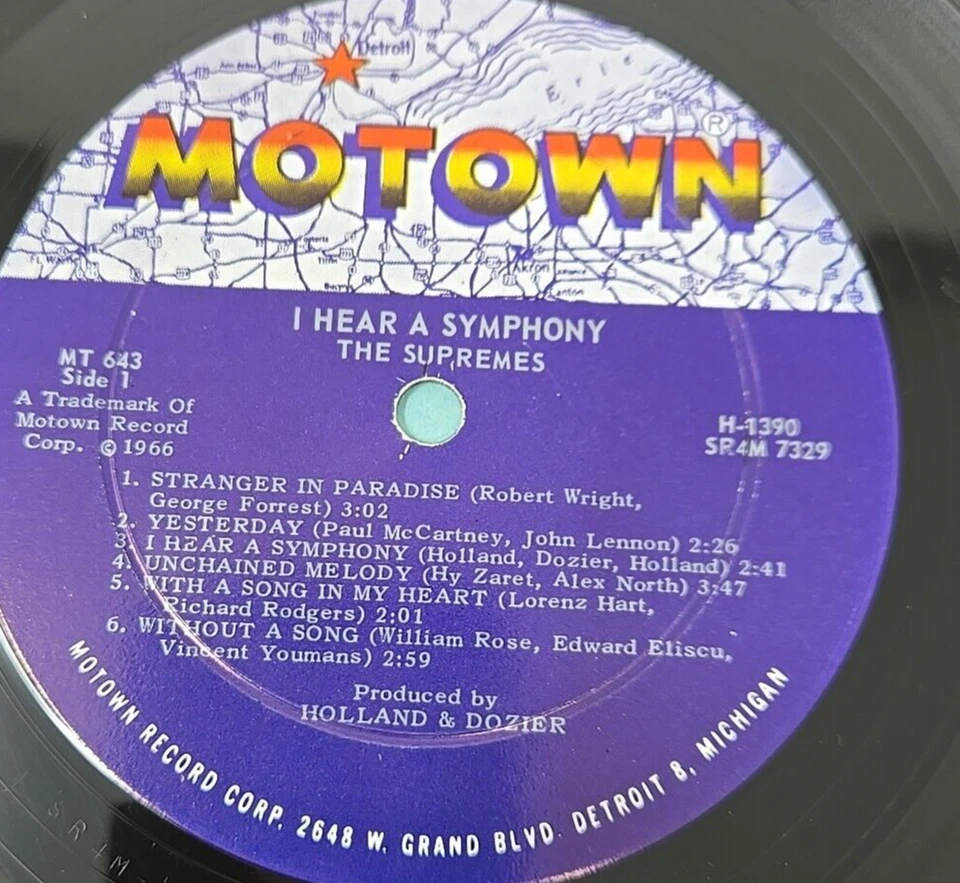 Detroit
Erie
MOTOWN®
Akron
Canton
I HEAR A SYMPHONY
THE SUPREMES
MT 643
Side 1
A Trademark Of
Motown Record
Corp. © 1966
H-1390
SR4M 7329
1. STRANGER IN PARADISE (Robert Wright,
George Forrest) 3:02
2. YESTERDAY (Paul McCartney, John Lennon) 2:26
3. I HEAR A SYMPHONY (Holland, Dozier, Holland) 2:41
4. UNCHAINED MELODY (Hy Zaret, Alex North) 3:47
5. WITH A SONG IN MY HEART (Lorenz Hart,
Richard Rodgers) 2:01
6. WITHOUT A SONG (William Rose, Edward Eliscu,
Vincent Youmans) 2:59
Produced by
HOLLAND & DOZIER
MOTOWN RECORD CORP. 2648 W. GRAND BLVD. DETROIT 8, MICHIGAN